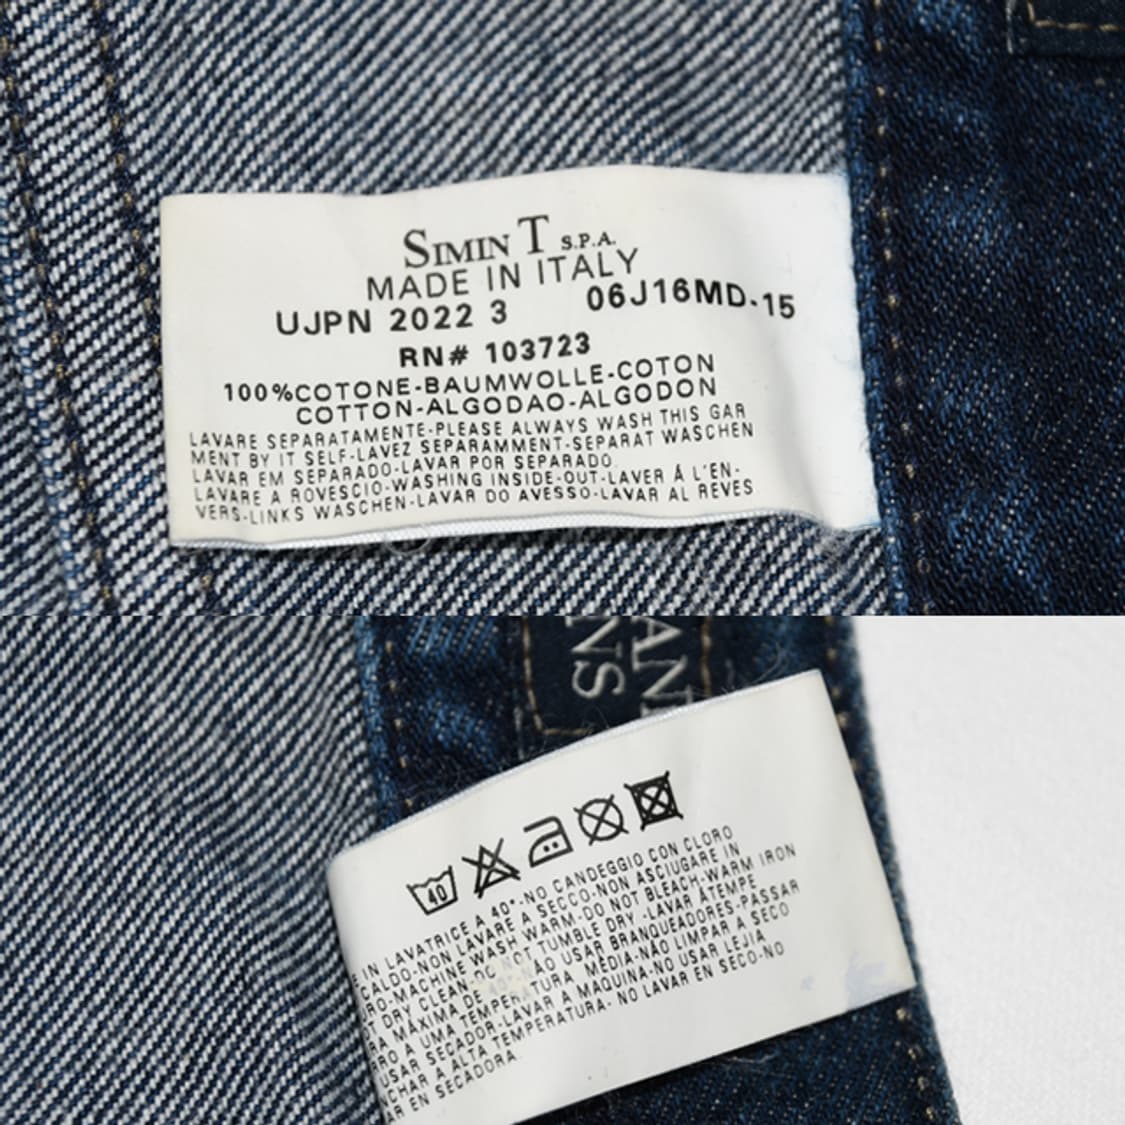 SIMIN T S.P.A.
MADE IN ITALY
UJPN 2022 3 06J16MD-15
RN# 103723
100%COTONE-BAUMWOLLE-COTON
COTTON-ALGODAO-ALGODON
LAVARE SEPARATAMENTE-PLEASE ALWAYS WASH THIS GAR
MENT BY IT SELF-LAVEZ SEPARAMMENT-SEPARAT WASCHEN
LAVAR EM SEPARADO-LAVAR POR SEPARADO.
LAVARE A ROVESCIO-WASHING INSIDE-OUT-LAVER Á L'EN-
VERS-LINKS WASCHEN-LAVAR DO AVESSO-LAVAR AL REVES
40
E IN LAVATRICE A 40°-NO CANDEGGIO CON CLORO
CALDO-NON LAVARE A SECCO-NON ASCIUGARE IN
URO-MACHINE WASH WARM-DO NOT BLEACH-WARM IRON
T DRY CLEAN-DO NOT TUMBLE DRY -LAVAR ATEMPE
RA MÁXIMA DE 40°-NÃO USAR BRANQUEADORES-PASSAR
RRO A UMA TEMPERATURA MÉDIA-NÃO LIMPAR A SECO
USAR SECADOR-LAVAR A MAQUINA-NO USAR LEJIA
NCHAR A ALTA TEMPERATURA- NO LAVAR EN SECO-NO
AR EN SECADORA.